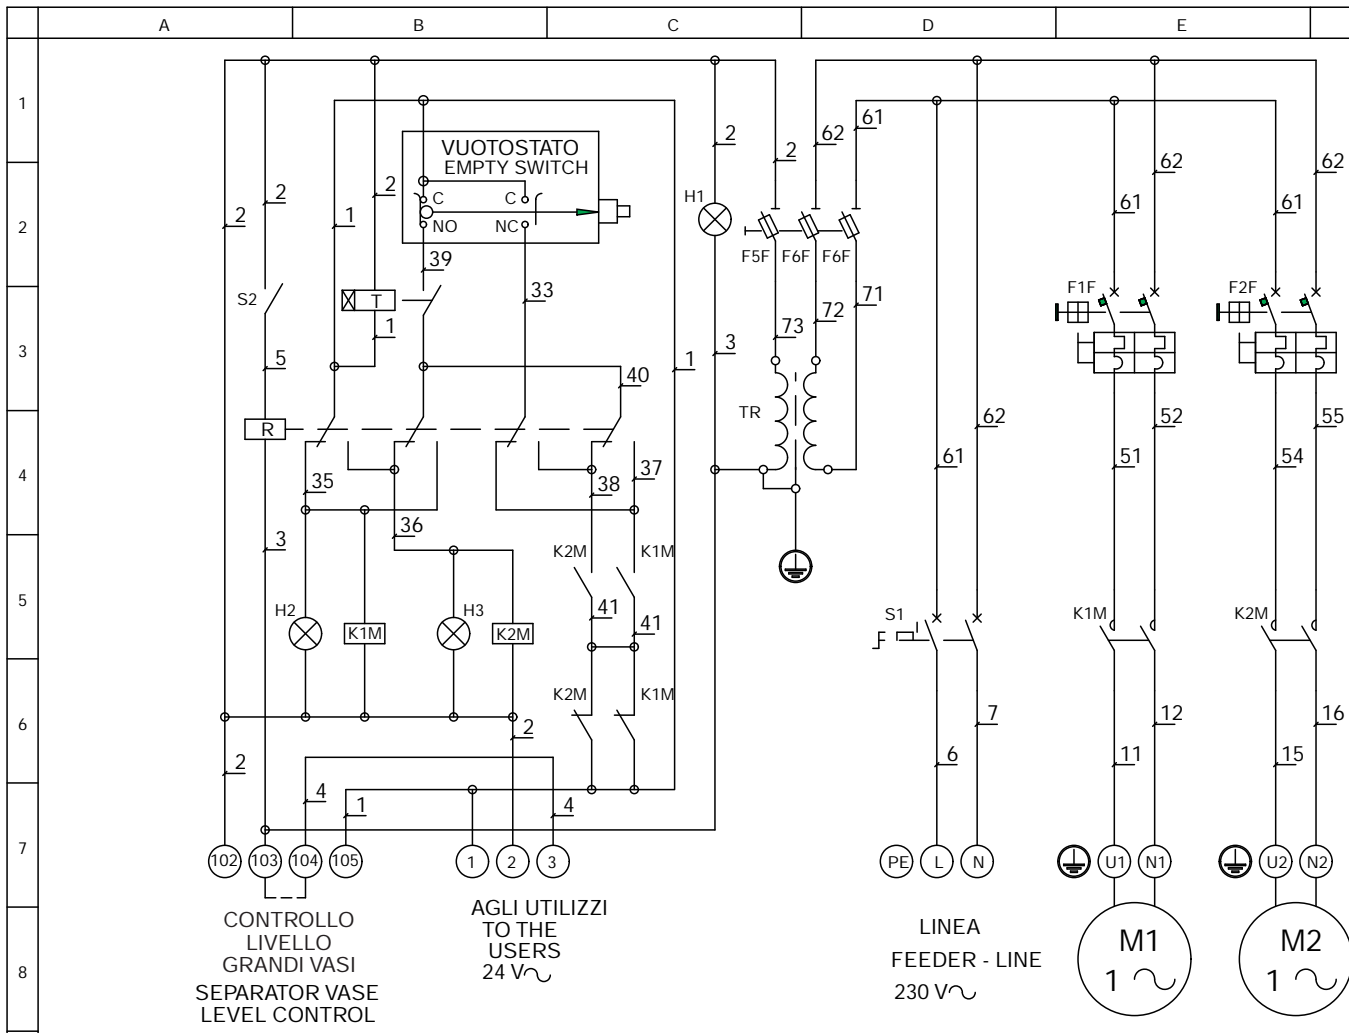 A B C D E
1
2
3
4
5
6
7
8
VUOTOSTATO
EMPTY SWITCH
C C
NO NC
2
2
2
1
39
33
S2
T
1
5
R
40
1
2
H1
3
2 62 61
F5F F6F F6F
73 72 71
TR
61 62
61 62
61 62
F1F F2F
51 52
54 55
61 62
35
36
38 37
3
K2M K1M
41 41
K2M K1M
H2 K1M H3 K2M
S1
K1M K2M
2
2
4 1
4
6 7
11 12
15 16
102 103 104 105
1 2 3
PE L N
U1 N1
U2 N2
CONTROLLO
LIVELLO
GRANDI VASI
SEPARATOR VASE
LEVEL CONTROL
AGLI UTILIZZI
TO THE
USERS
24 V
LINEA
FEEDER - LINE
230 V
M1
1
M2
1